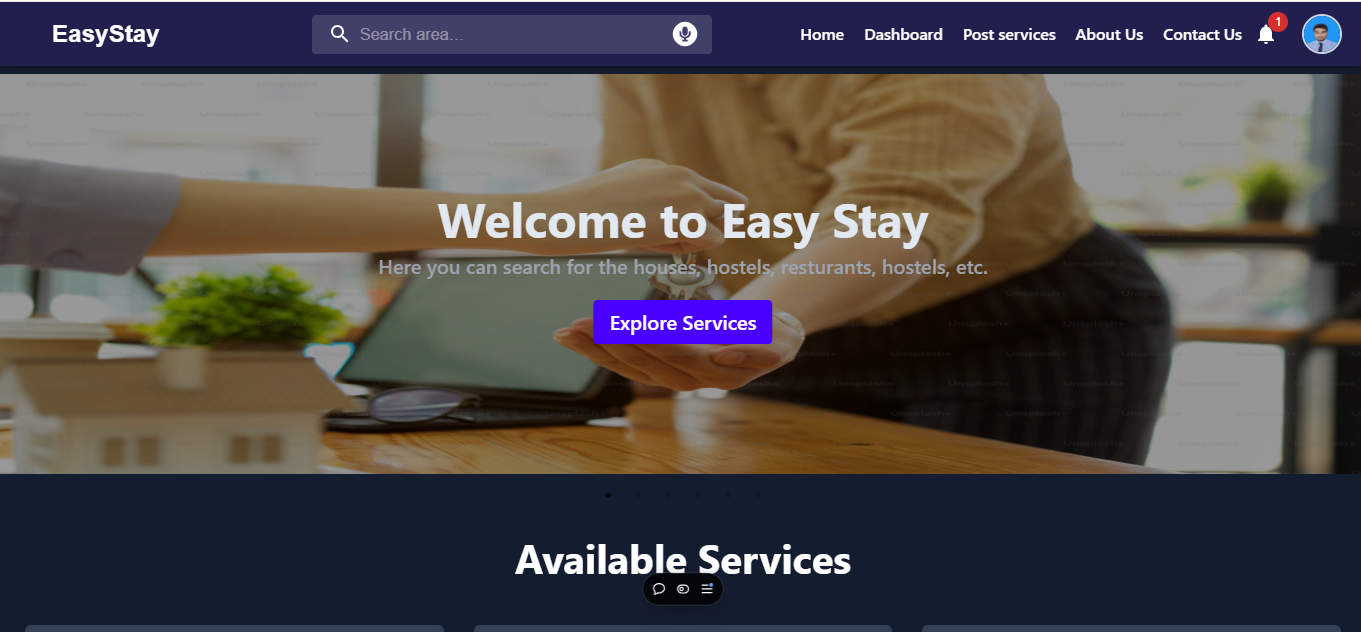 EasyStay
Search area...
Home
Dashboard
Post services
About Us
Contact Us
1
Welcome to Easy Stay
Here you can search for the houses, hostels, resturants, hostels, etc.
Explore Services
Available Services